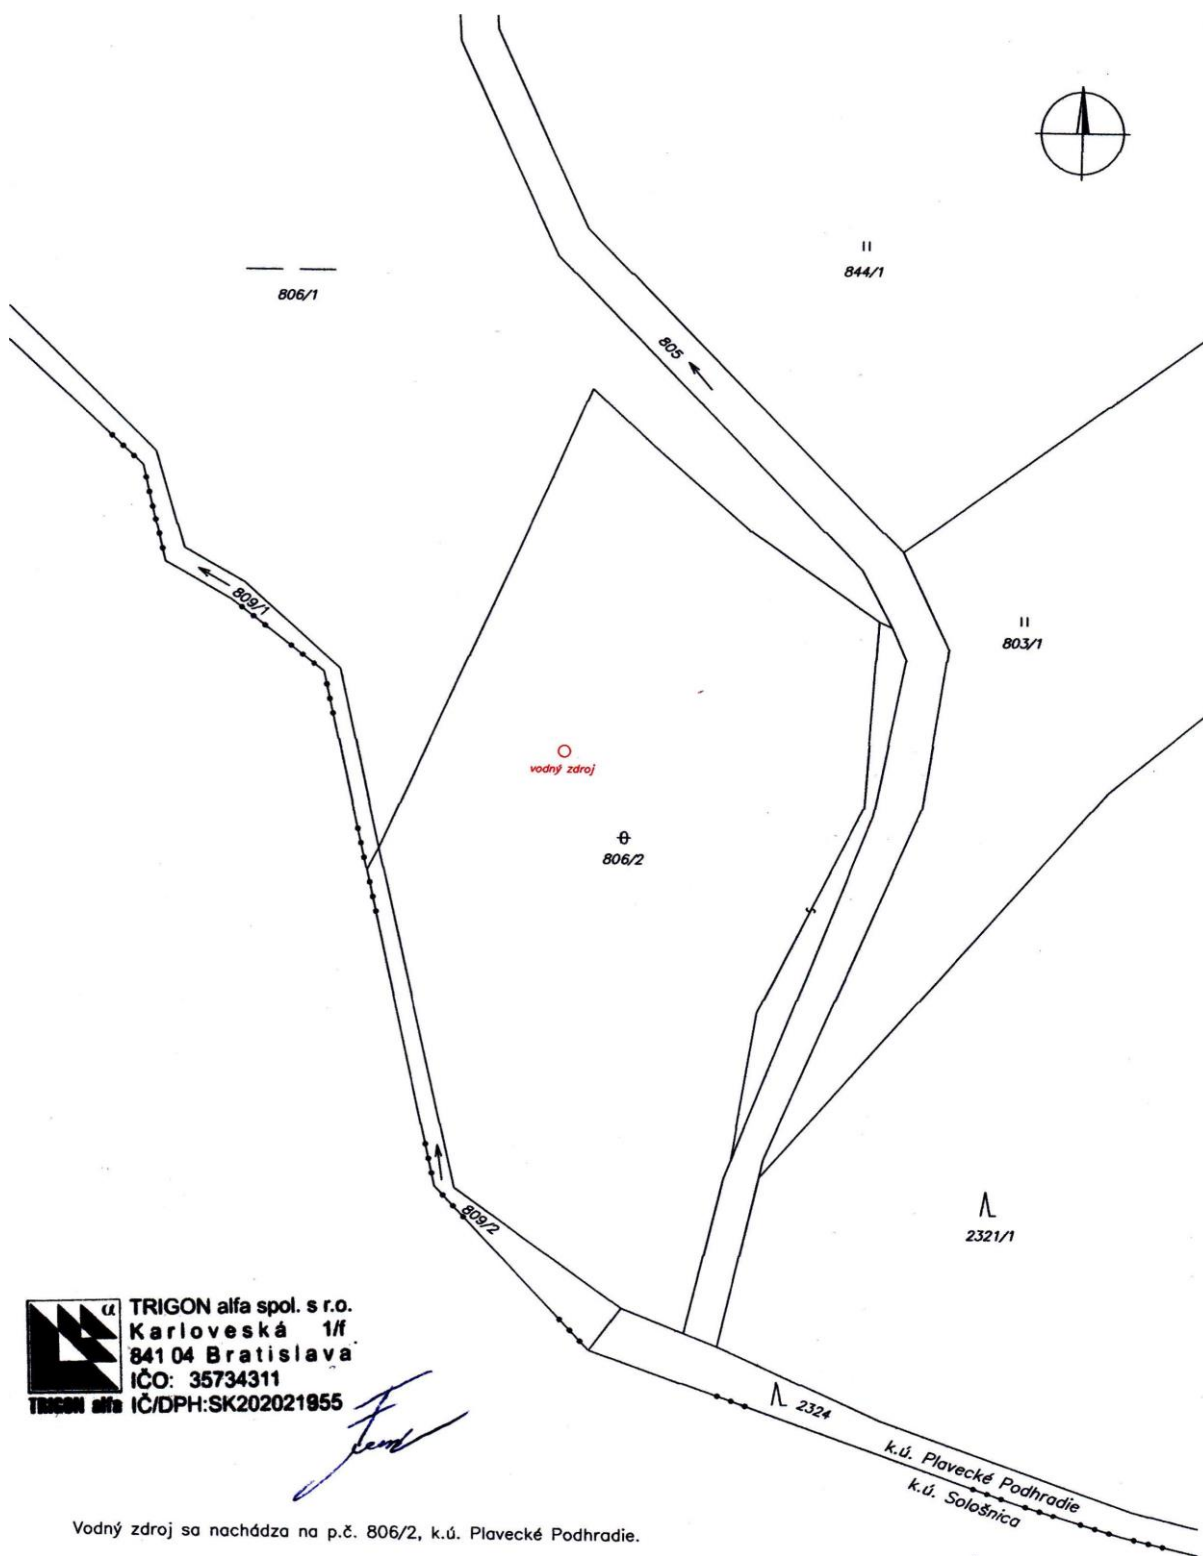 844/1
806/1
805
809/1
803/1
vodný zdroj
806/2
809/2
2321/1
α
TRIGON alfa spol. s r.o.
Karloveská 1/f
841 04 Bratislava
IČO: 35734311
TRIGON alfa IČ/DPH:SK202021955
2324
k.ú. Plavecké Podhradie
k.ú. Sološnica
Vodný zdroj sa nachádza na p.č. 806/2, k.ú. Plavecké Podhradie.